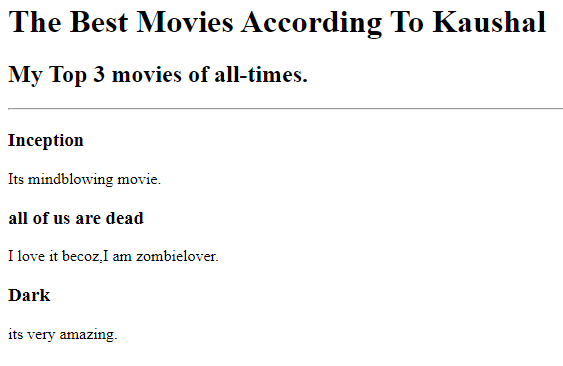 The Best Movies According To Kaushal
My Top 3 movies of all-times.
Inception
Its mindblowing movie.
all of us are dead
I love it becoz,I am zombielover.
Dark
its very amazing.